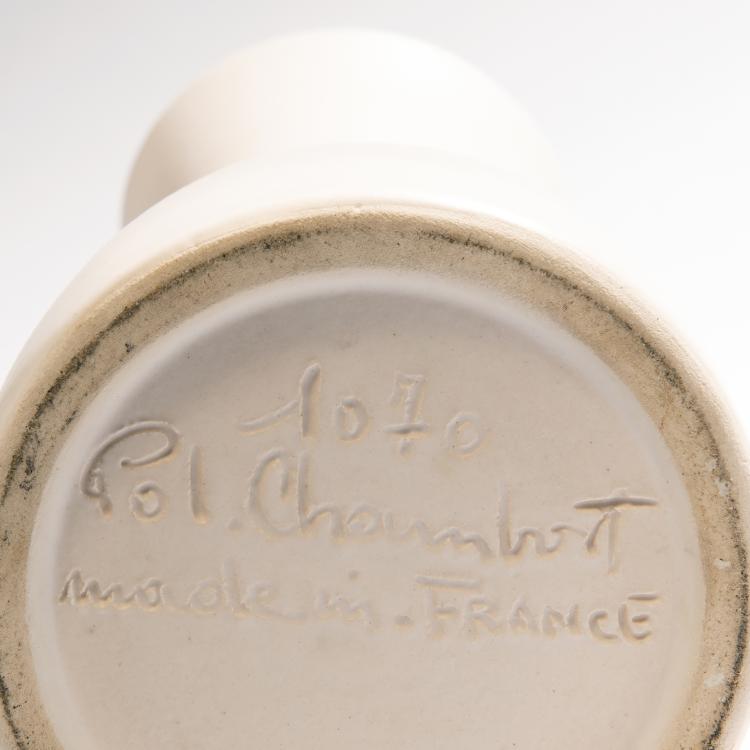 1070
Pol. Chambost
made in. FRANCE